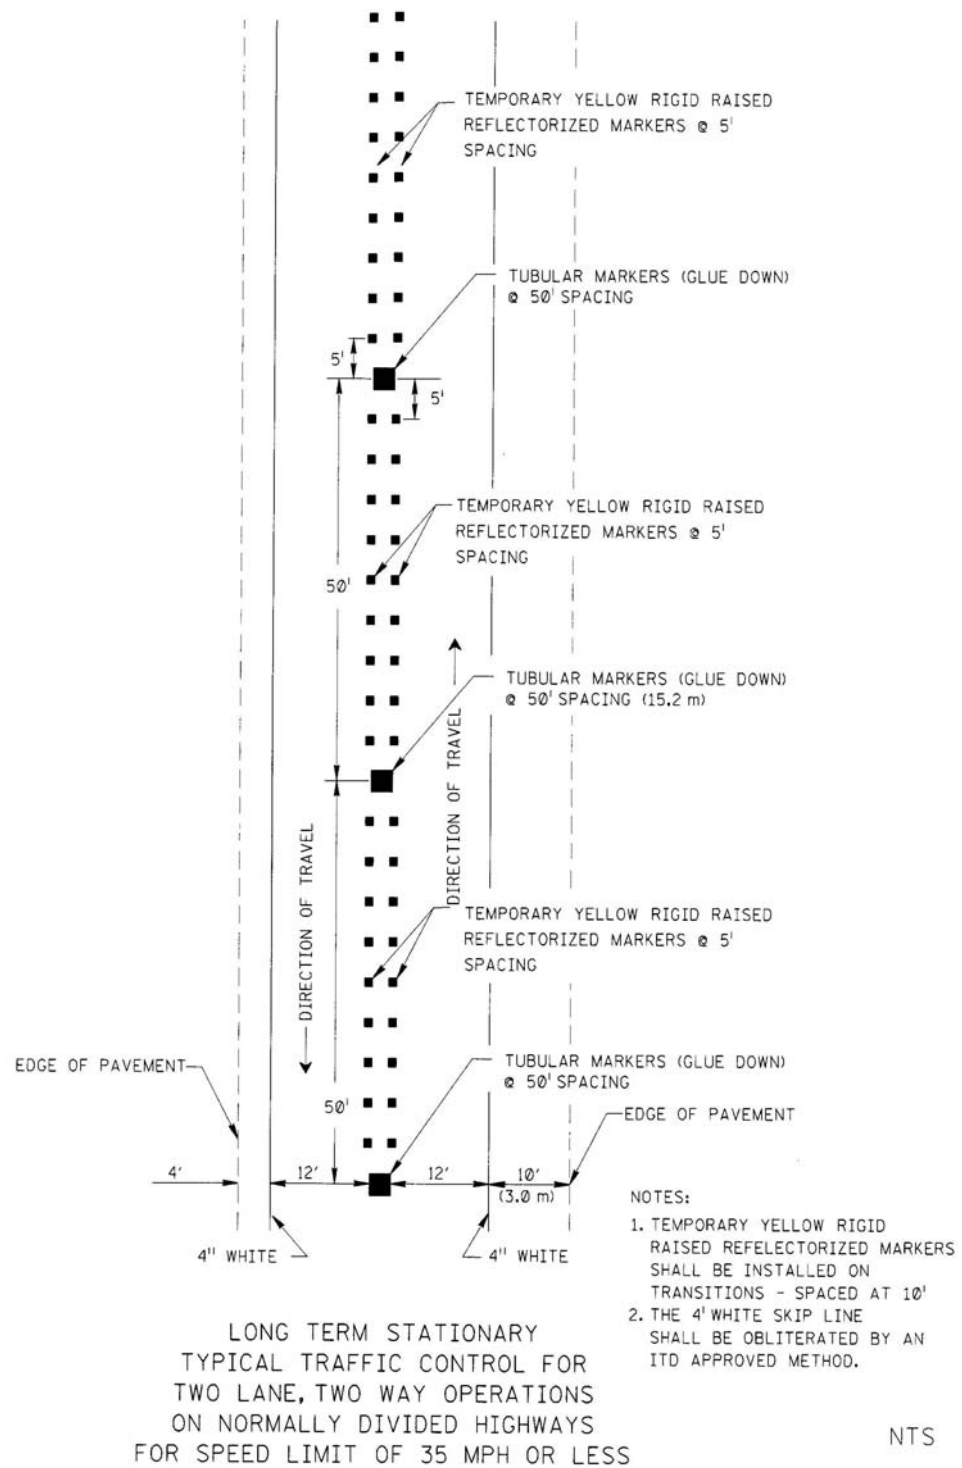 TEMPORARY YELLOW RIGID RAISED
REFLECTORIZED MARKERS @ 5'
SPACING
TUBULAR MARKERS (GLUE DOWN)
@ 50' SPACING
5'
5'
TEMPORARY YELLOW RIGID RAISED
REFLECTORIZED MARKERS @ 5'
SPACING
50'
TUBULAR MARKERS (GLUE DOWN)
@ 50' SPACING (15.2 m)
DIRECTION OF TRAVEL
DIRECTION OF TRAVEL
TEMPORARY YELLOW RIGID RAISED
REFLECTORIZED MARKERS @ 5'
SPACING
EDGE OF PAVEMENT
TUBULAR MARKERS (GLUE DOWN)
@ 50' SPACING
50'
EDGE OF PAVEMENT
4'
12'
12'
10'
(3.0 m)
4" WHITE
4" WHITE
NOTES:
1. TEMPORARY YELLOW RIGID
RAISED REFELECTORIZED MARKERS
SHALL BE INSTALLED ON
TRANSITIONS - SPACED AT 10'
2. THE 4' WHITE SKIP LINE
SHALL BE OBLITERATED BY AN
ITD APPROVED METHOD.
LONG TERM STATIONARY
TYPICAL TRAFFIC CONTROL FOR
TWO LANE, TWO WAY OPERATIONS
ON NORMALLY DIVIDED HIGHWAYS
FOR SPEED LIMIT OF 35 MPH OR LESS
NTS